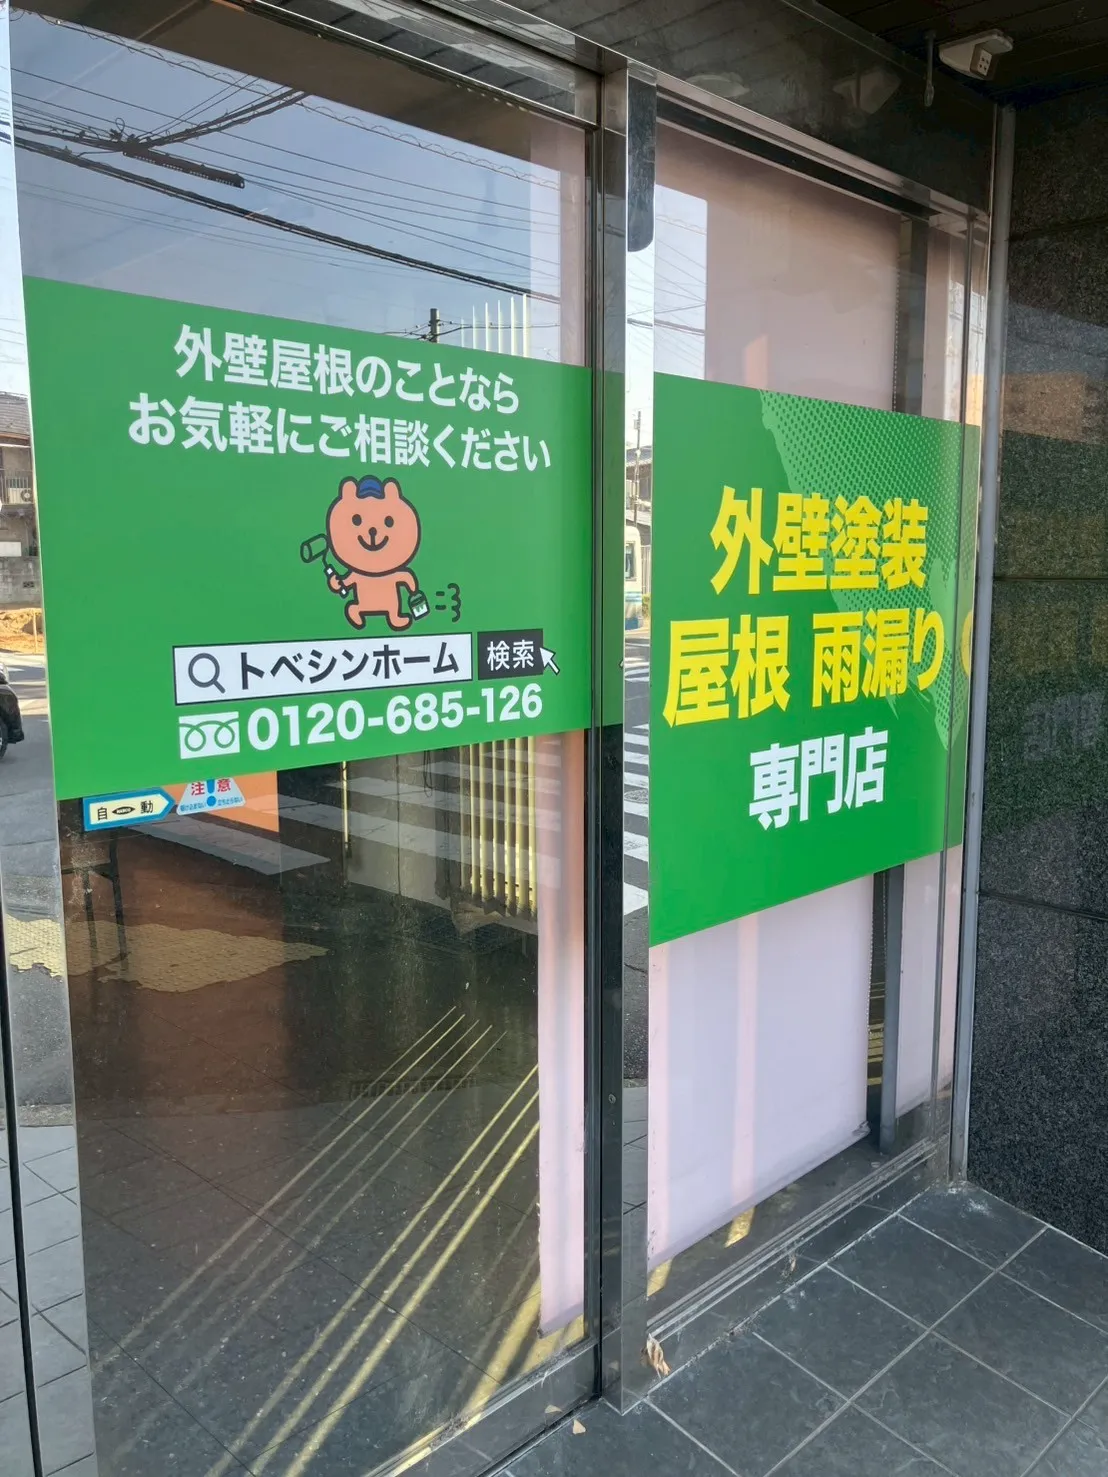 外壁屋根のことなら
お気軽にご相談ください
トベシンホーム 検索
0120-685-126
自動
注意
外壁塗装
屋根 雨漏り
専門店